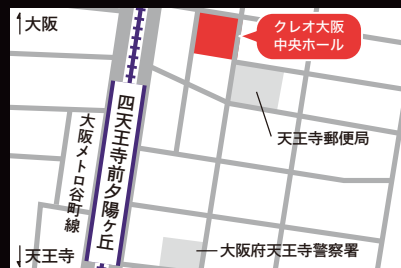 ↑大阪
クレオ大阪
中央ホール
天王寺郵便局
四天王寺前夕陽ヶ丘
大阪メトロ谷町線
↓天王寺
大阪府天王寺警察署